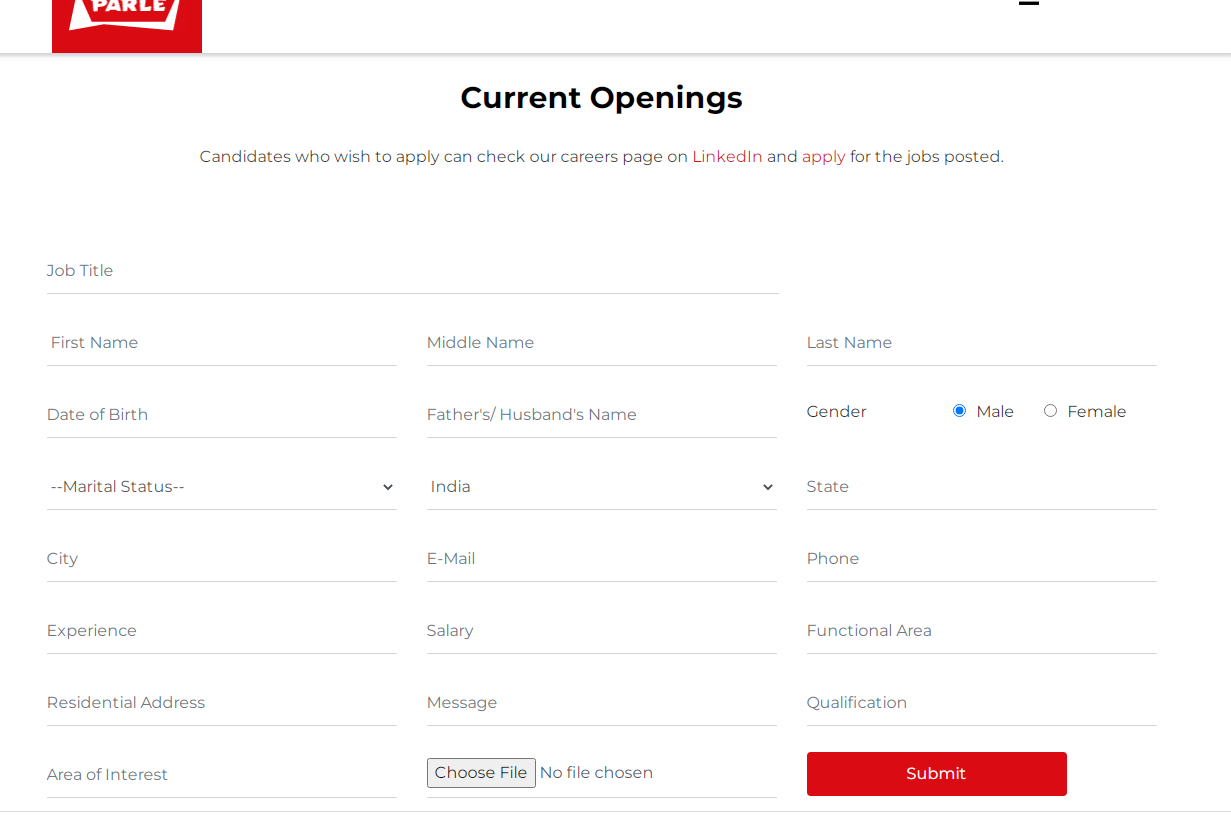 PARLE
Current Openings
Candidates who wish to apply can check our careers page on LinkedIn and apply for the jobs posted.
Job Title
First Name Middle Name Last Name
Date of Birth Father's/ Husband's Name Gender Male Female
--Marital Status-- India State
City E-Mail Phone
Experience Salary Functional Area
Residential Address Message Qualification
Area of Interest Choose File No file chosen Submit